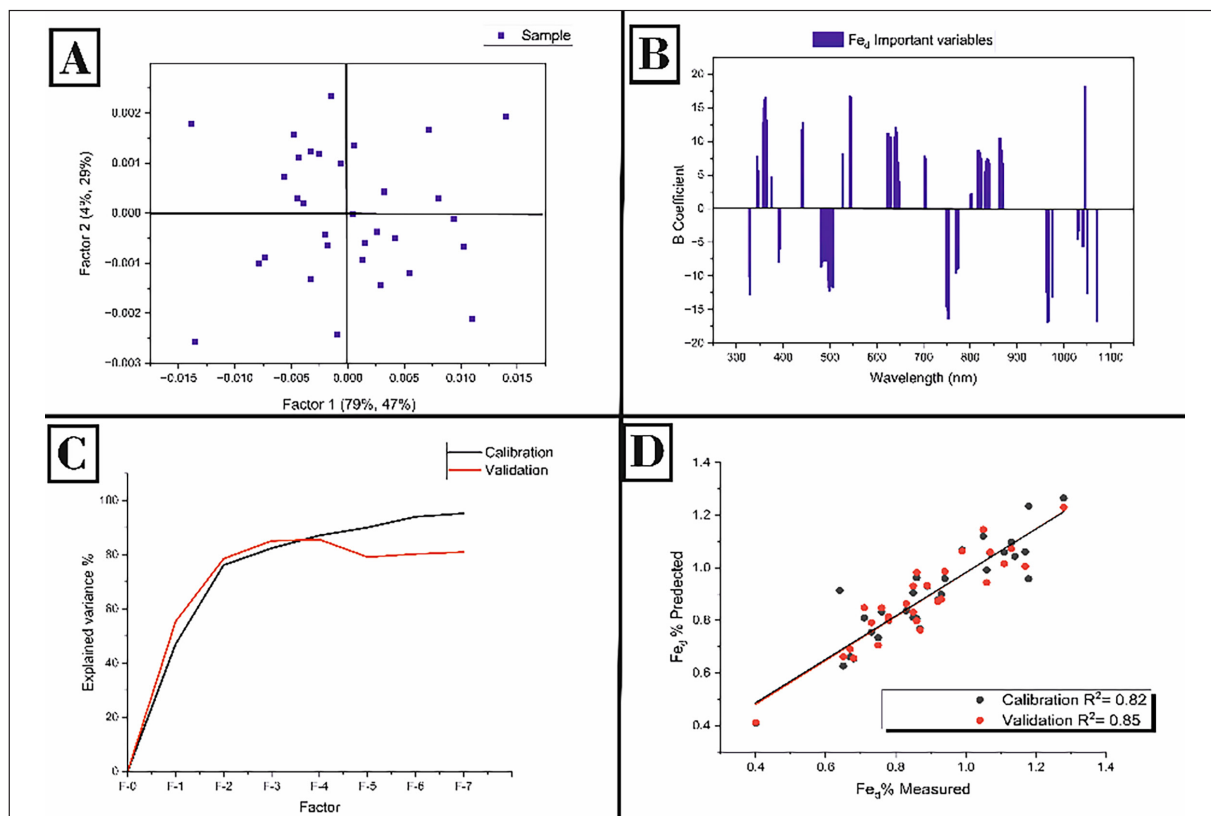 A
Sample
0.002
0.001
0.000
−0.001
−0.002
−0.003
Factor 2 (4%, 29%)
−0.015
−0.010
−0.005
0.000
0.005
0.010
0.015
Factor 1 (79%, 47%)
B
Fed Important variables
20
15
10
5
0
−5
−10
−15
−20
B Coefficient
300
400
500
600
700
800
900
1000
1100
Wavelength (nm)
C
Calibration
Validation
100
80
60
40
20
0
Explained variance %
F-0
F-1
F-2
F-3
F-4
F-5
F-6
F-7
Factor
D
1.4
1.2
1.0
0.8
0.6
0.4
Fed % Predected
Calibration R²= 0.82
Validation R²= 0.85
0.4
0.6
0.8
1.0
1.2
1.4
Fed% Measured